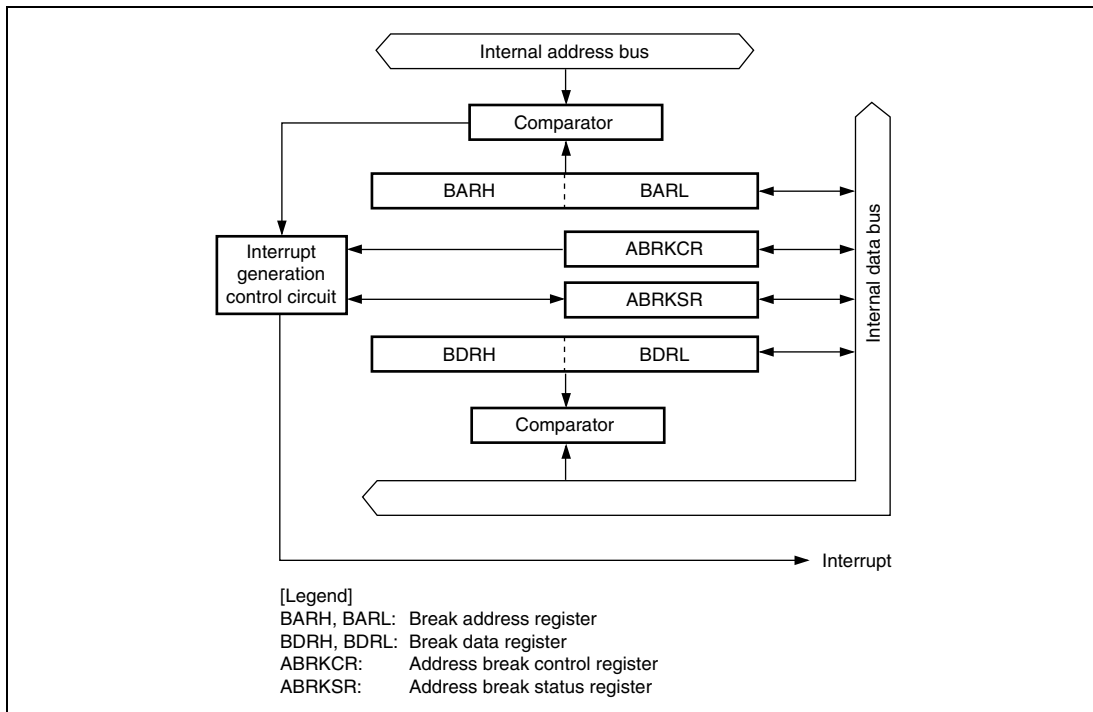 Internal address bus
Comparator
BARH
BARL
Internal data bus
Interrupt
generation
control circuit
ABRKCR
ABRKSR
BDRH
BDRL
Comparator
Interrupt
[Legend]
BARH, BARL: Break address register
BDRH, BDRL: Break data register
ABRKCR: Address break control register
ABRKSR: Address break status register